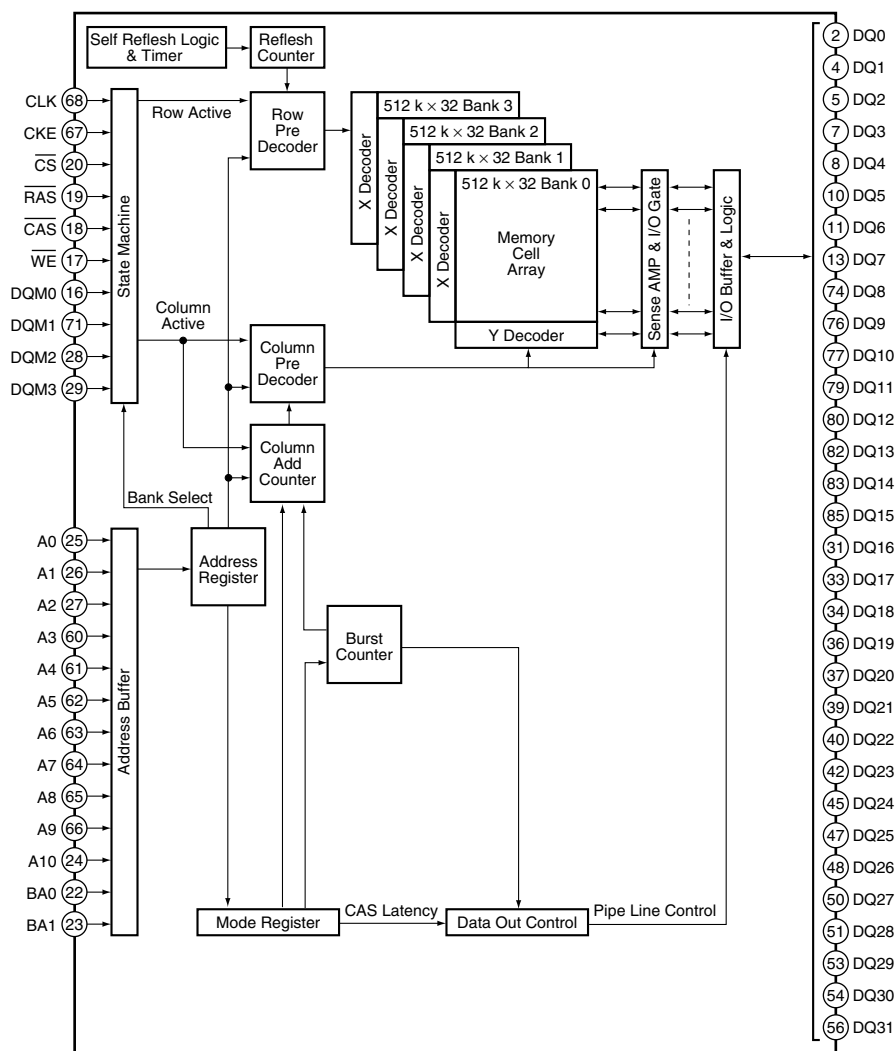 Self Reflesh Logic
& Timer
Reflesh
Counter
CLK 68
CKE 67
CS 20
RAS 19
CAS 18
WE 17
DQM0 16
DQM1 71
DQM2 28
DQM3 29
State Machine
Row Active
Column
Active
Row
Pre
Decoder
Column
Pre
Decoder
Column
Add
Counter
Bank Select
X Decoder
512 k × 32 Bank 3
X Decoder
512 k × 32 Bank 2
X Decoder
512 k × 32 Bank 1
X Decoder
512 k × 32 Bank 0
Memory
Cell
Array
Y Decoder
Sense AMP & I/O Gate
I/O Buffer & Logic
A0 25
A1 26
A2 27
A3 60
A4 61
A5 62
A6 63
A7 64
A8 65
A9 66
A10 24
BA0 22
BA1 23
Address Buffer
Address
Register
Burst
Counter
Mode Register
CAS Latency
Data Out Control
Pipe Line Control
2 DQ0
4 DQ1
5 DQ2
7 DQ3
8 DQ4
10 DQ5
11 DQ6
13 DQ7
74 DQ8
76 DQ9
77 DQ10
79 DQ11
80 DQ12
82 DQ13
83 DQ14
85 DQ15
31 DQ16
33 DQ17
34 DQ18
36 DQ19
37 DQ20
39 DQ21
40 DQ22
42 DQ23
45 DQ24
47 DQ25
48 DQ26
50 DQ27
51 DQ28
53 DQ29
54 DQ30
56 DQ31